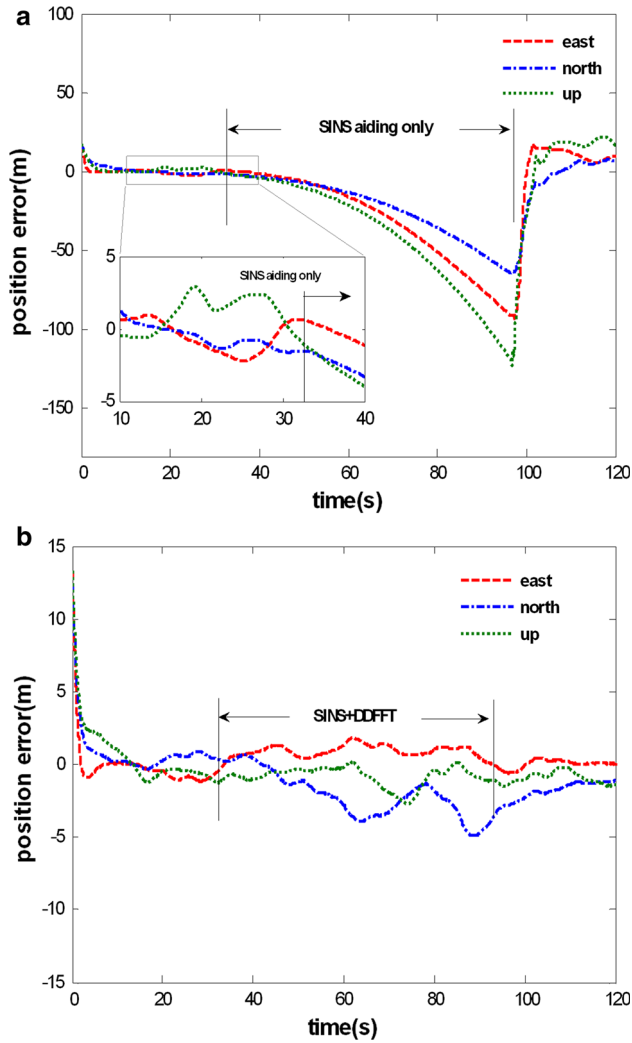 a
100
50
0
-50
-100
-150
position error(m)
east
north
up
SINS aiding only
5
0
-5
SINS aiding only
10 20 30 40
0 20 40 60 80 100 120
time(s)
b
15
10
5
0
-5
-10
-15
position error(m)
east
north
up
SINS+DDFFT
0 20 40 60 80 100 120
time(s)